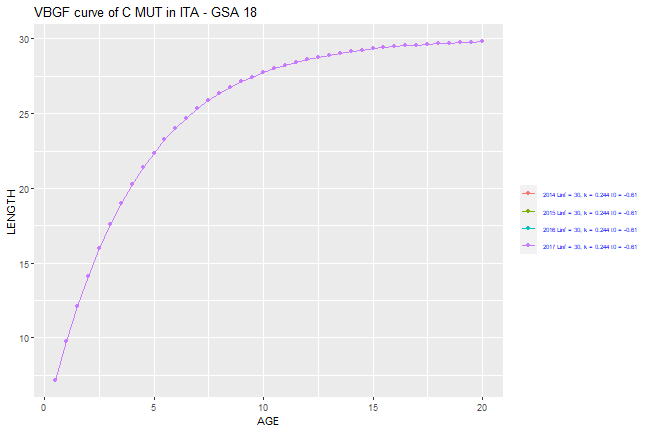 VBGF curve of C MUT in ITA - GSA 18
30
25
20
15
10
LENGTH
0
5
10
15
20
AGE
2014 Linf = 30, k = 0.244 t0 = -0.61
2015 Linf = 30, k = 0.244 t0 = -0.61
2016 Linf = 30, k = 0.244 t0 = -0.61
2017 Linf = 30, k = 0.244 t0 = -0.61